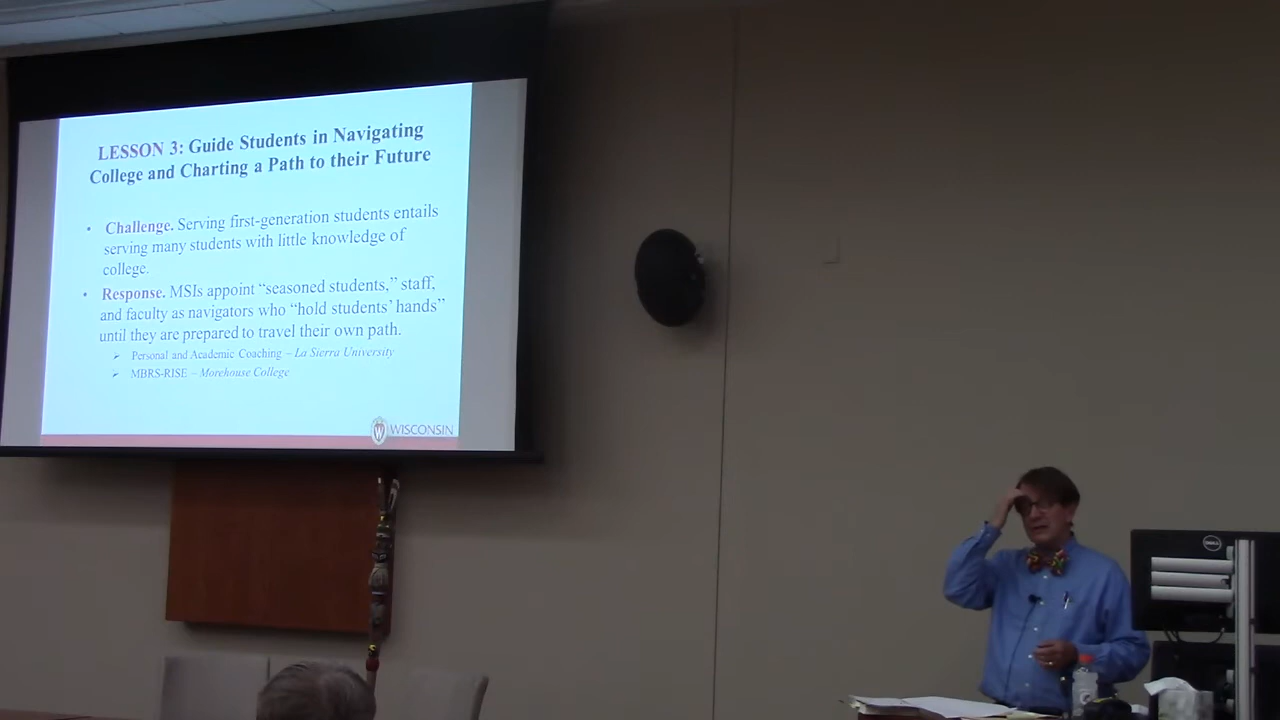 LESSON 3: Guide Students in Navigating
College and Charting a Path to their Future
• Challenge. Serving first-generation students entails
serving many students with little knowledge of
college.
• Response. MSIs appoint “seasoned students,” staff,
and faculty as navigators who “hold students’ hands”
until they are prepared to travel their own path.
➢ Personal and Academic Coaching – La Sierra University
➢ MBRS-RISE – Morehouse College
W WISCONSIN
DELL